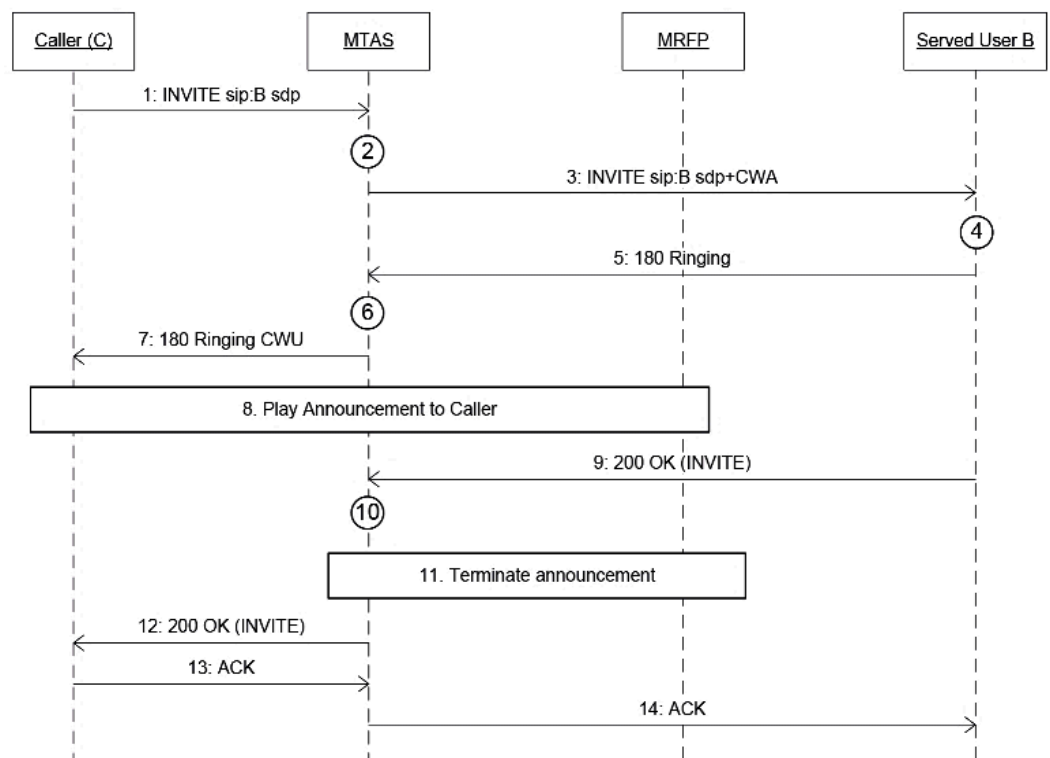 Caller (C)
MTAS
MRFP
Served User B
1: INVITE sip:B sdp
2
3: INVITE sip:B sdp+CWA
4
5: 180 Ringing
6
7: 180 Ringing CWU
8. Play Announcement to Caller
9: 200 OK (INVITE)
10
11. Terminate announcement
12: 200 OK (INVITE)
13: ACK
14: ACK